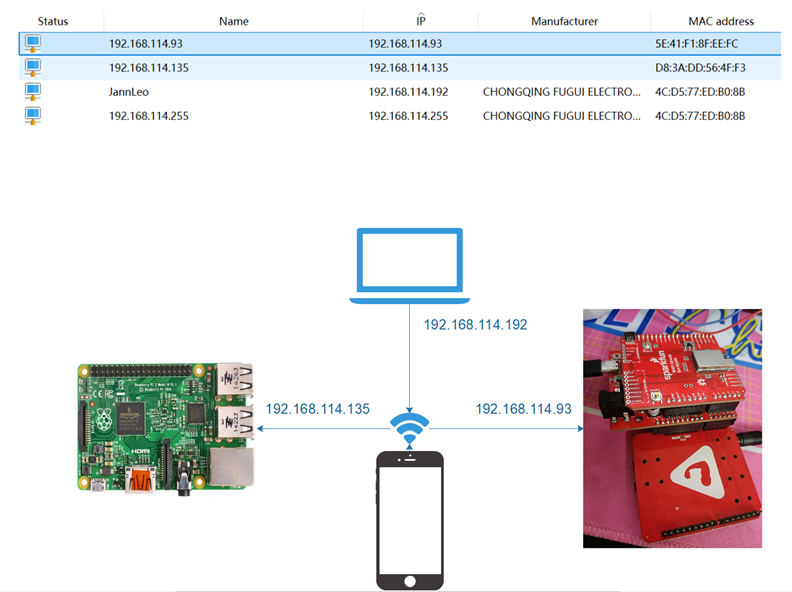 Status Name IP Manufacturer MAC address
192.168.114.93 192.168.114.93 5E:41:F1:8F:EE:FC
192.168.114.135 192.168.114.135 D8:3A:DD:56:4F:F3
JannLeo 192.168.114.192 CHONGQING FUGUI ELECTRO... 4C:D5:77:ED:B0:8B
192.168.114.255 192.168.114.255 CHONGQING FUGUI ELECTRO... 4C:D5:77:ED:B0:8B
192.168.114.192
192.168.114.135
192.168.114.93
sparkfun
HDMI